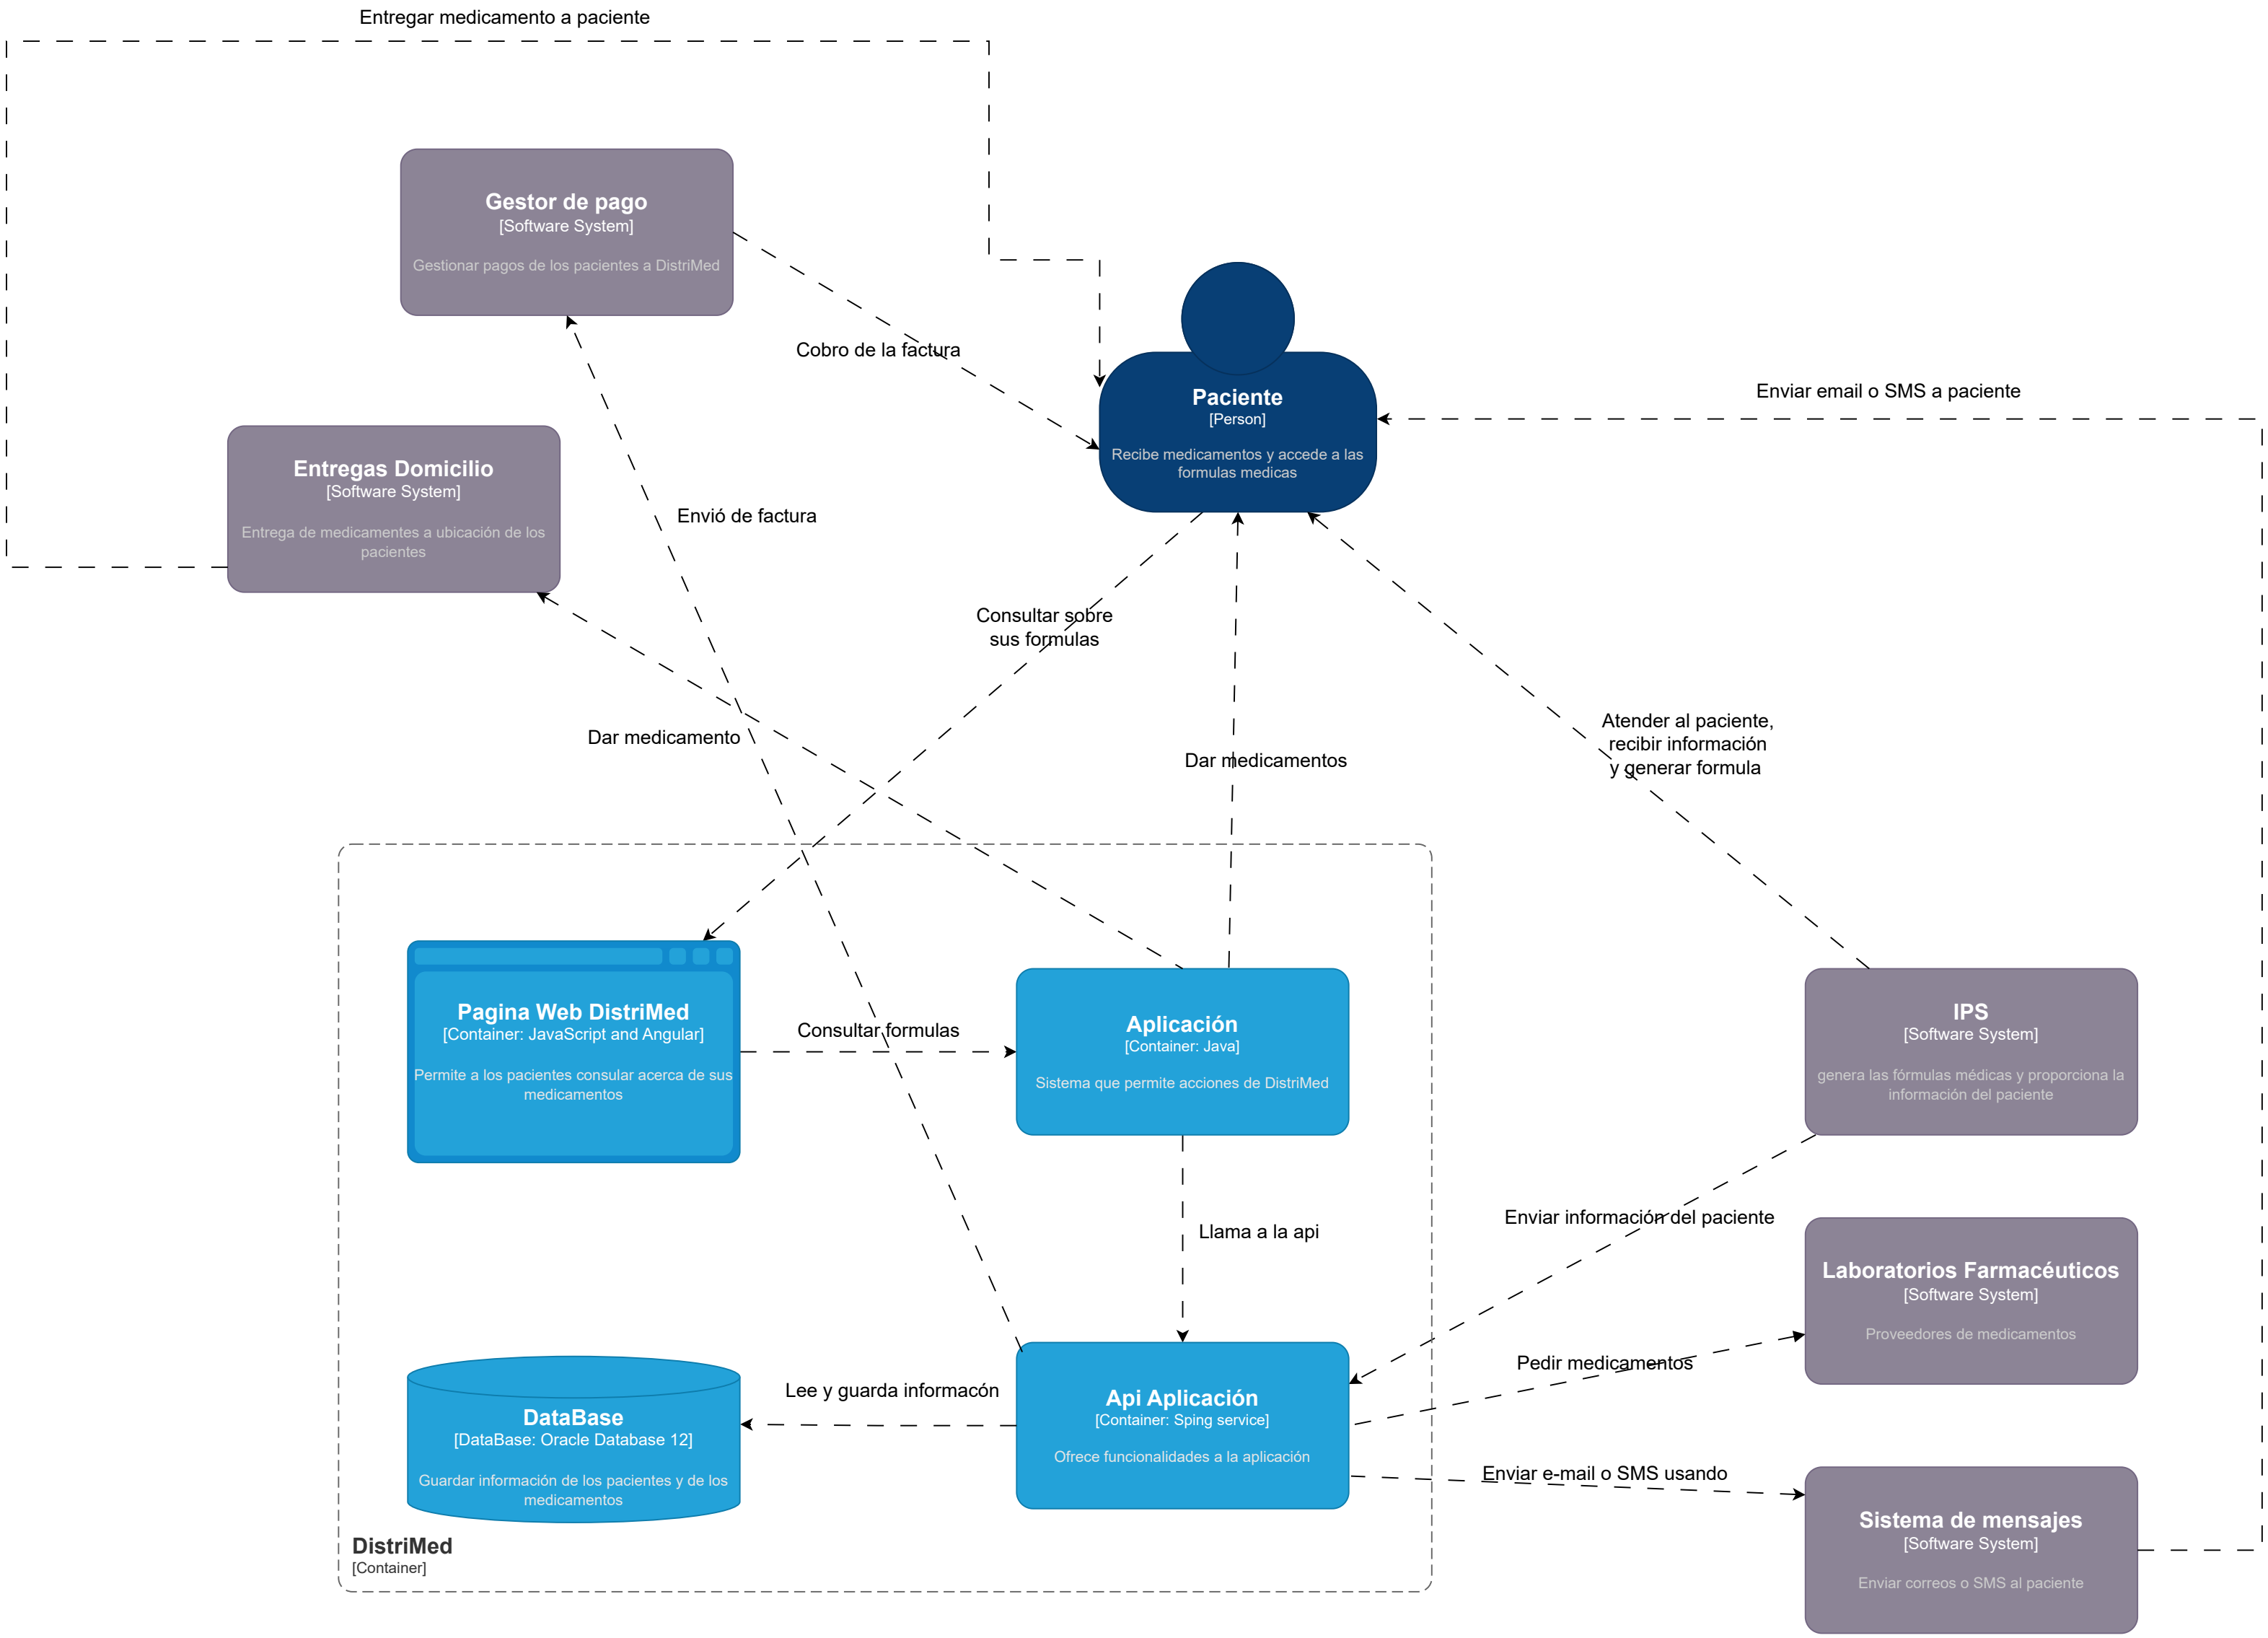 Entregar medicamento a paciente
Gestor de pago
[Software System]
Gestionar pagos de los pacientes a DistriMed
Cobro de la factura
Paciente
[Person]
Recibe medicamentos y accede a las
formulas medicas
Enviar email o SMS a paciente
Entregas Domicilio
[Software System]
Entrega de medicamentes a ubicación de los
pacientes
Envió de factura
Consultar sobre
sus formulas
Dar medicamento
Dar medicamentos
Atender al paciente,
recibir información
y generar formula
Pagina Web DistriMed
[Container: JavaScript and Angular]
Permite a los pacientes consular acerca de sus
medicamentos
Consultar formulas
Aplicación
[Container: Java]
Sistema que permite acciones de DistriMed
IPS
[Software System]
genera las fórmulas médicas y proporciona la
información del paciente
Llama a la api
Enviar información del paciente
Laboratorios Farmacéuticos
[Software System]
Proveedores de medicamentos
Pedir medicamentos
DataBase
[DataBase: Oracle Database 12]
Guardar información de los pacientes y de los
medicamentos
Lee y guarda informacón
Api Aplicación
[Container: Sping service]
Ofrece funcionalidades a la aplicación
Enviar e-mail o SMS usando
Sistema de mensajes
[Software System]
Enviar correos o SMS al paciente
DistriMed
[Container]